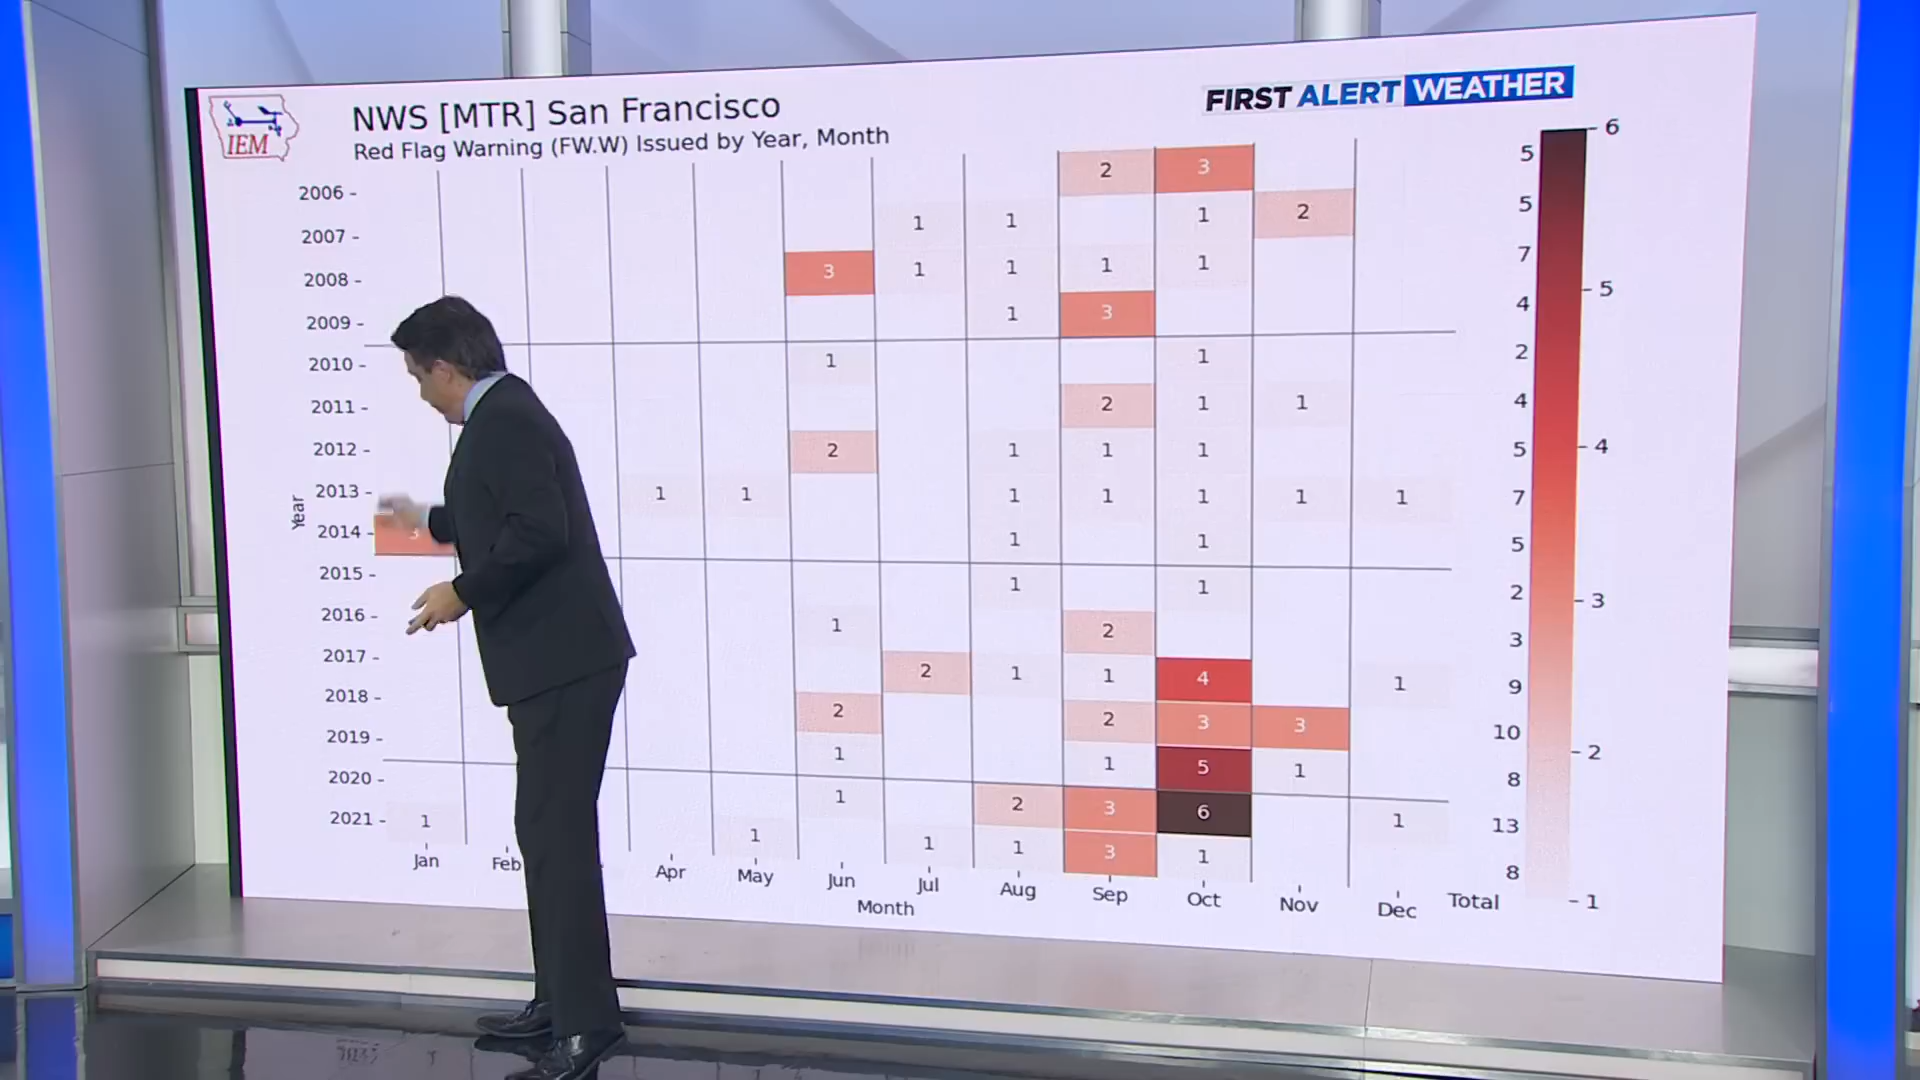 IEM
NWS [MTR] San Francisco
Red Flag Warning (FW.W) Issued by Year, Month
FIRST ALERT WEATHER
2006 2 3 5
2007 1 1 1 2 5
2008 3 1 1 1 1 7
2009 1 3 4
2010 1 1 2
2011 2 1 1 4
2012 2 1 1 1 5
2013 1 1 1 1 1 1 1 7
2014 3 1 1 5
2015 1 1 2
2016 1 2 3
2017 2 1 1 4 1 9
2018 2 2 3 3 10
2019 1 1 5 1 8
2020 1 2 3 6 1 13
2021 1 1 1 1 3 1 8
Jan Feb Apr May Jun Jul Aug Sep Oct Nov Dec Total
Month
Year
6
5
4
3
2
1